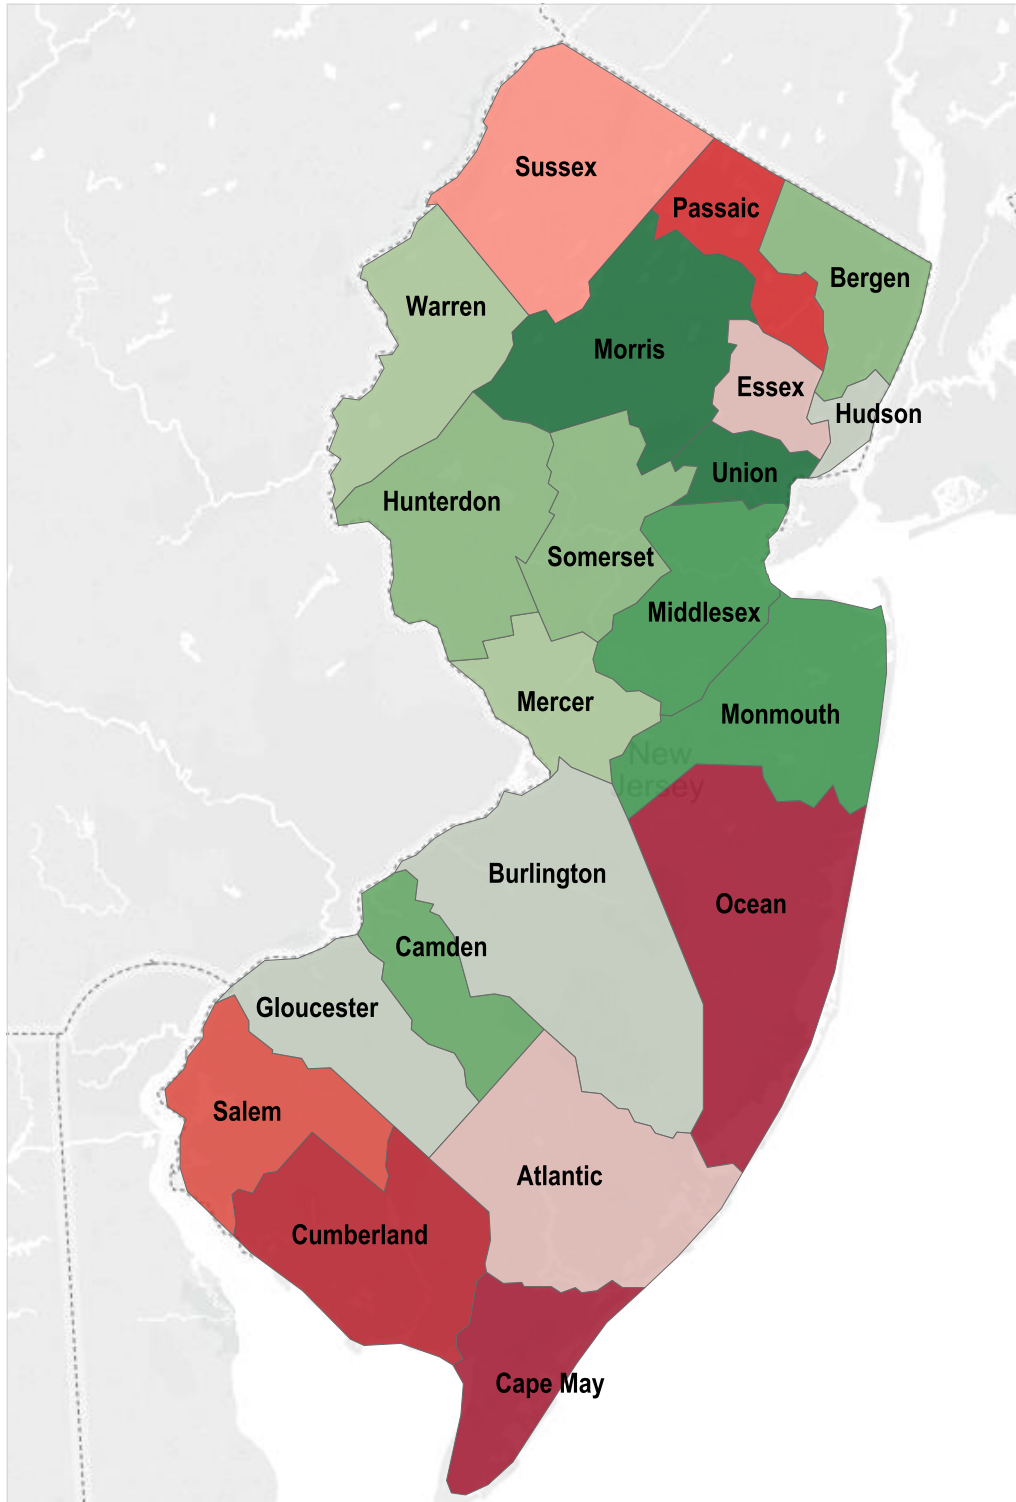 Sussex
Passaic
Bergen
Warren
Morris
Essex
Hudson
Union
Hunterdon
Somerset
Middlesex
Mercer
Monmouth
New
Jersey
Burlington
Ocean
Camden
Gloucester
Salem
Atlantic
Cumberland
Cape May